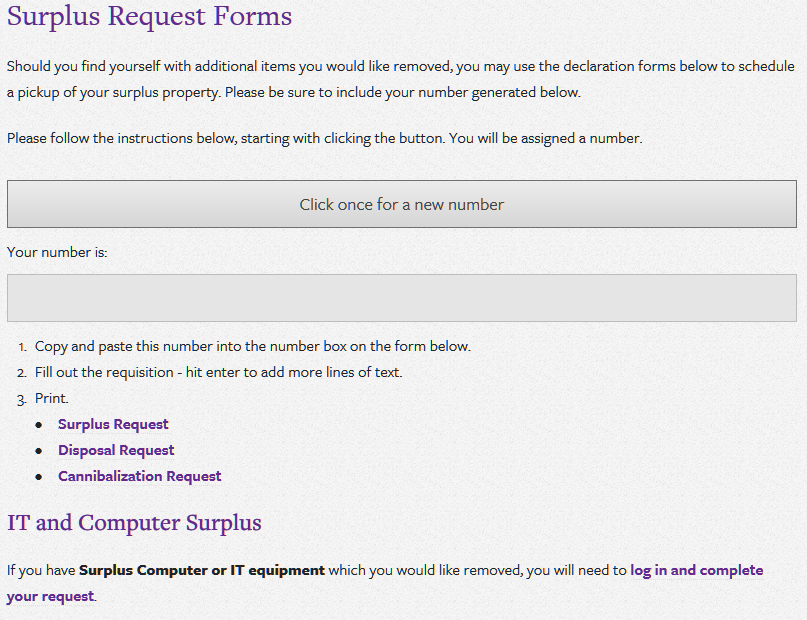 Surplus Request Forms
Should you find yourself with additional items you would like removed, you may use the declaration forms below to schedule
a pickup of your surplus property. Please be sure to include your number generated below.
Please follow the instructions below, starting with clicking the button. You will be assigned a number.
Click once for a new number
Your number is:
1. Copy and paste this number into the number box on the form below.
2. Fill out the requisition - hit enter to add more lines of text.
3. Print.
• Surplus Request
• Disposal Request
• Cannibalization Request
IT and Computer Surplus
If you have Surplus Computer or IT equipment which you would like removed, you will need to log in and complete
your request.